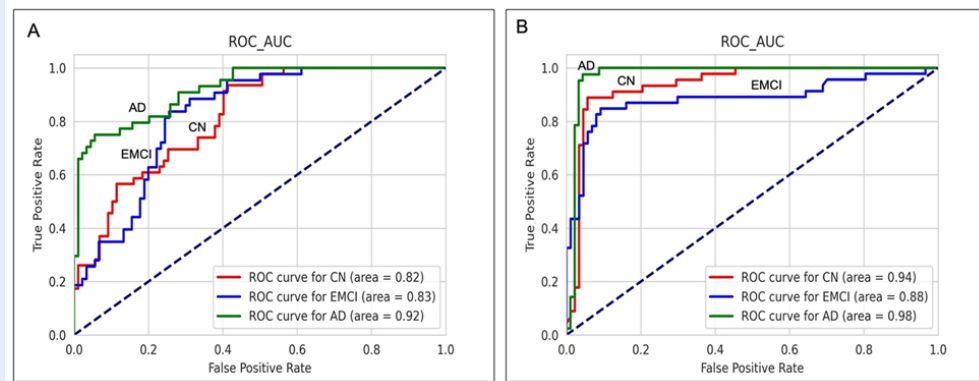 A
ROC_AUC
True Positive Rate
1.0
0.8
0.6
0.4
0.2
0.0
AD
CN
EMCI
ROC curve for CN (area = 0.82)
ROC curve for EMCI (area = 0.83)
ROC curve for AD (area = 0.92)
0.0 0.2 0.4 0.6 0.8 1.0
False Positive Rate
B
ROC_AUC
True Positive Rate
1.0
0.8
0.6
0.4
0.2
0.0
AD
CN
EMCI
ROC curve for CN (area = 0.94)
ROC curve for EMCI (area = 0.88)
ROC curve for AD (area = 0.98)
0.0 0.2 0.4 0.6 0.8 1.0
False Positive Rate